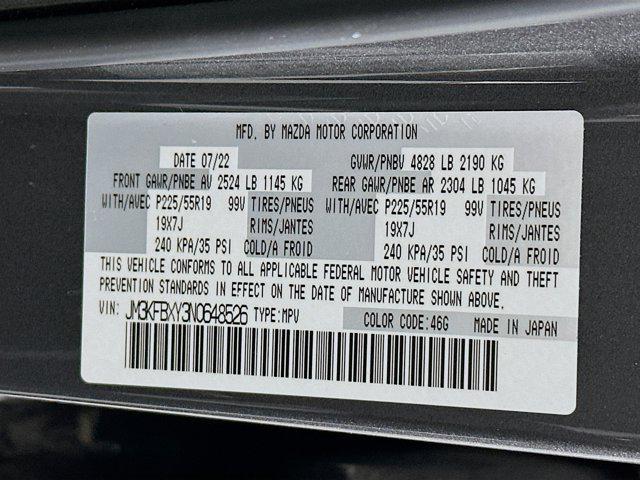 MFD. BY MAZDA MOTOR CORPORATION
DATE 07/22 GVWR/PNBV 4828 LB 2190 KG
FRONT GAWR/PNBE AV 2524 LB 1145 KG REAR GAWR/PNBE AR 2304 LB 1045 KG
WITH/AVEC P225/55R19 99V TIRES/PNEUS WITH/AVEC P225/55R19 99V TIRES/PNEUS
19X7J RIMS/JANTES 19X7J RIMS/JANTES
240 KPA/35 PSI COLD/A FROID 240 KPA/35 PSI COLD/A FROID
THIS VEHICLE CONFORMS TO ALL APPLICABLE FEDERAL MOTOR VEHICLE SAFETY AND THEFT
PREVENTION STANDARDS IN EFFECT ON THE DATE OF MANUFACTURE SHOWN ABOVE.
VIN: JM3KFBXY3N0648526 TYPE:MPV COLOR CODE:46G MADE IN JAPAN